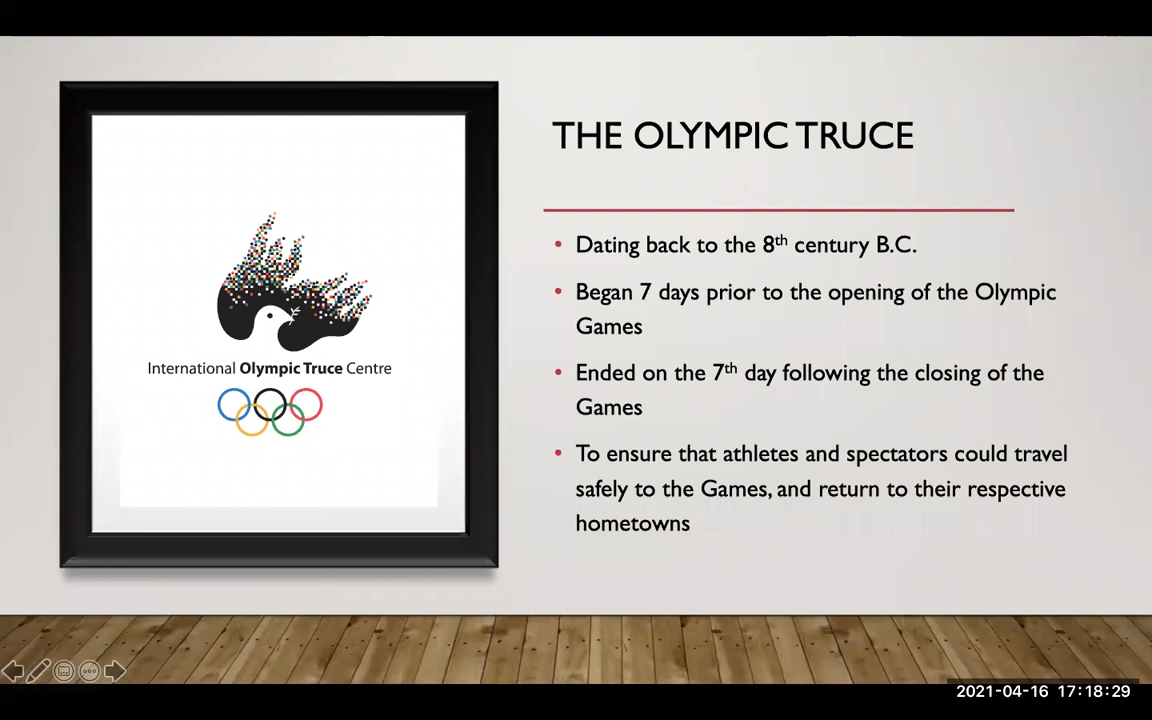 THE OLYMPIC TRUCE
International Olympic Truce Centre
• Dating back to the 8th century B.C.
• Began 7 days prior to the opening of the Olympic
Games
• Ended on the 7th day following the closing of the
Games
• To ensure that athletes and spectators could travel
safely to the Games, and return to their respective
hometowns
2021-04-16 17:18:29